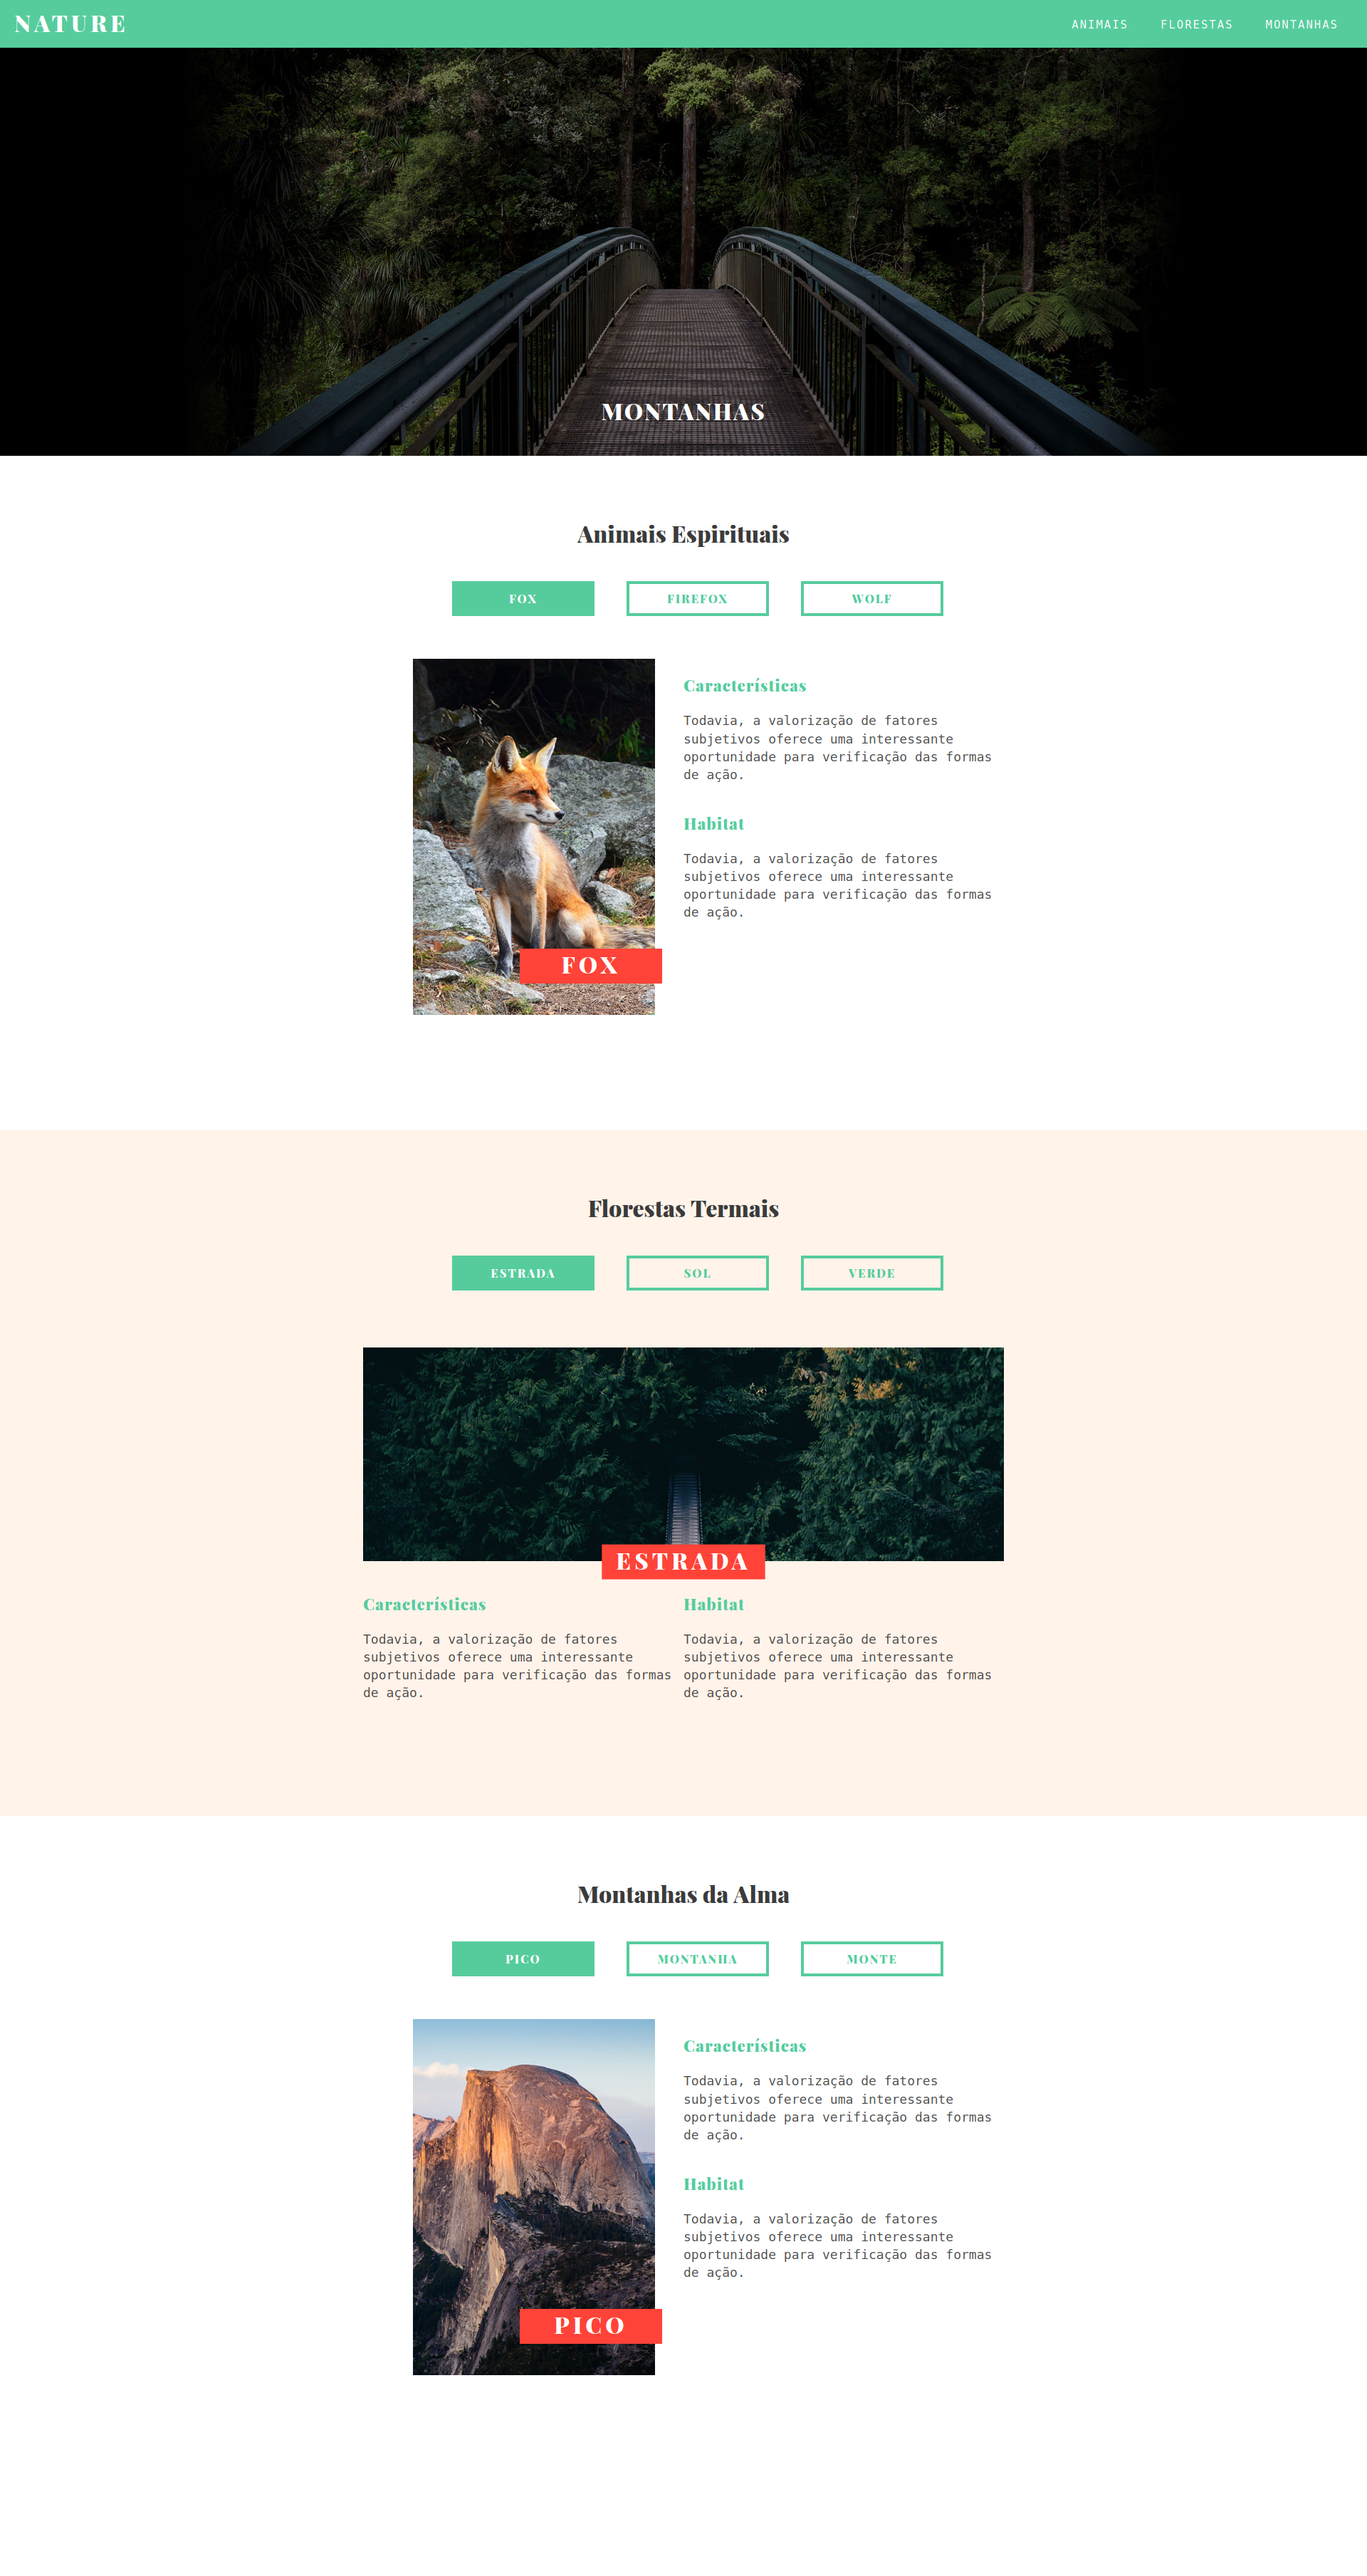 NATURE
ANIMAIS FLORESTAS MONTANHAS
MONTANHAS
Animais Espirituais
FOX FIREFOX WOLF
Características
Todavia, a valorização de fatores
subjetivos oferece uma interessante
oportunidade para verificação das formas
de ação.
Habitat
Todavia, a valorização de fatores
subjetivos oferece uma interessante
oportunidade para verificação das formas
de ação.
FOX
Florestas Termais
ESTRADA SOL VERDE
ESTRADA
Características
Todavia, a valorização de fatores
subjetivos oferece uma interessante
oportunidade para verificação das formas
de ação.
Habitat
Todavia, a valorização de fatores
subjetivos oferece uma interessante
oportunidade para verificação das formas
de ação.
Montanhas da Alma
PICO MONTANHA MONTE
Características
Todavia, a valorização de fatores
subjetivos oferece uma interessante
oportunidade para verificação das formas
de ação.
Habitat
Todavia, a valorização de fatores
subjetivos oferece uma interessante
oportunidade para verificação das formas
de ação.
PICO